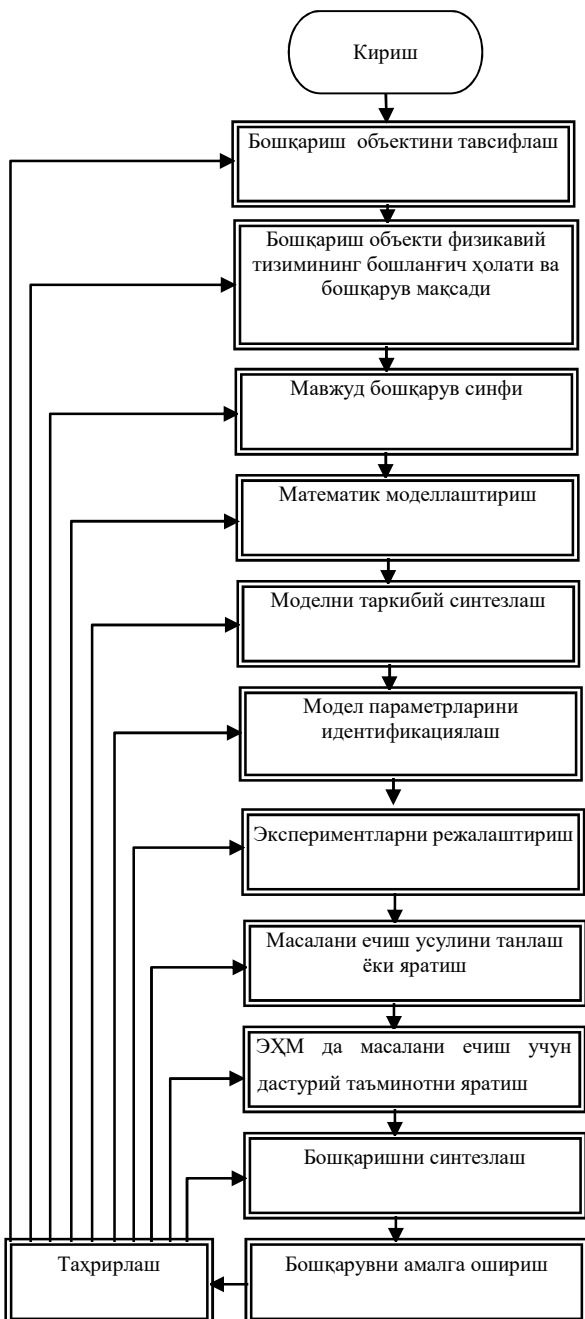 Кириш
Бошқариш объектини тавсифлаш
Бошқариш объекти физикавий
тизимининг бошланғич ҳолати ва
бошқарув мақсади
Мавжуд бошқарув синфи
Математик моделлаштириш
Моделни таркибий синтезлаш
Модел параметрларини
идентификациялаш
Экспериментларни режалаштириш
Масалани ечиш усулини танлаш
ёки яратиш
ЭҲМ да масалани ечиш учун
дастурий таъминотни яратиш
Бошқаришни синтезлаш
Таҳрирлаш
Бошқарувни амалга ошириш